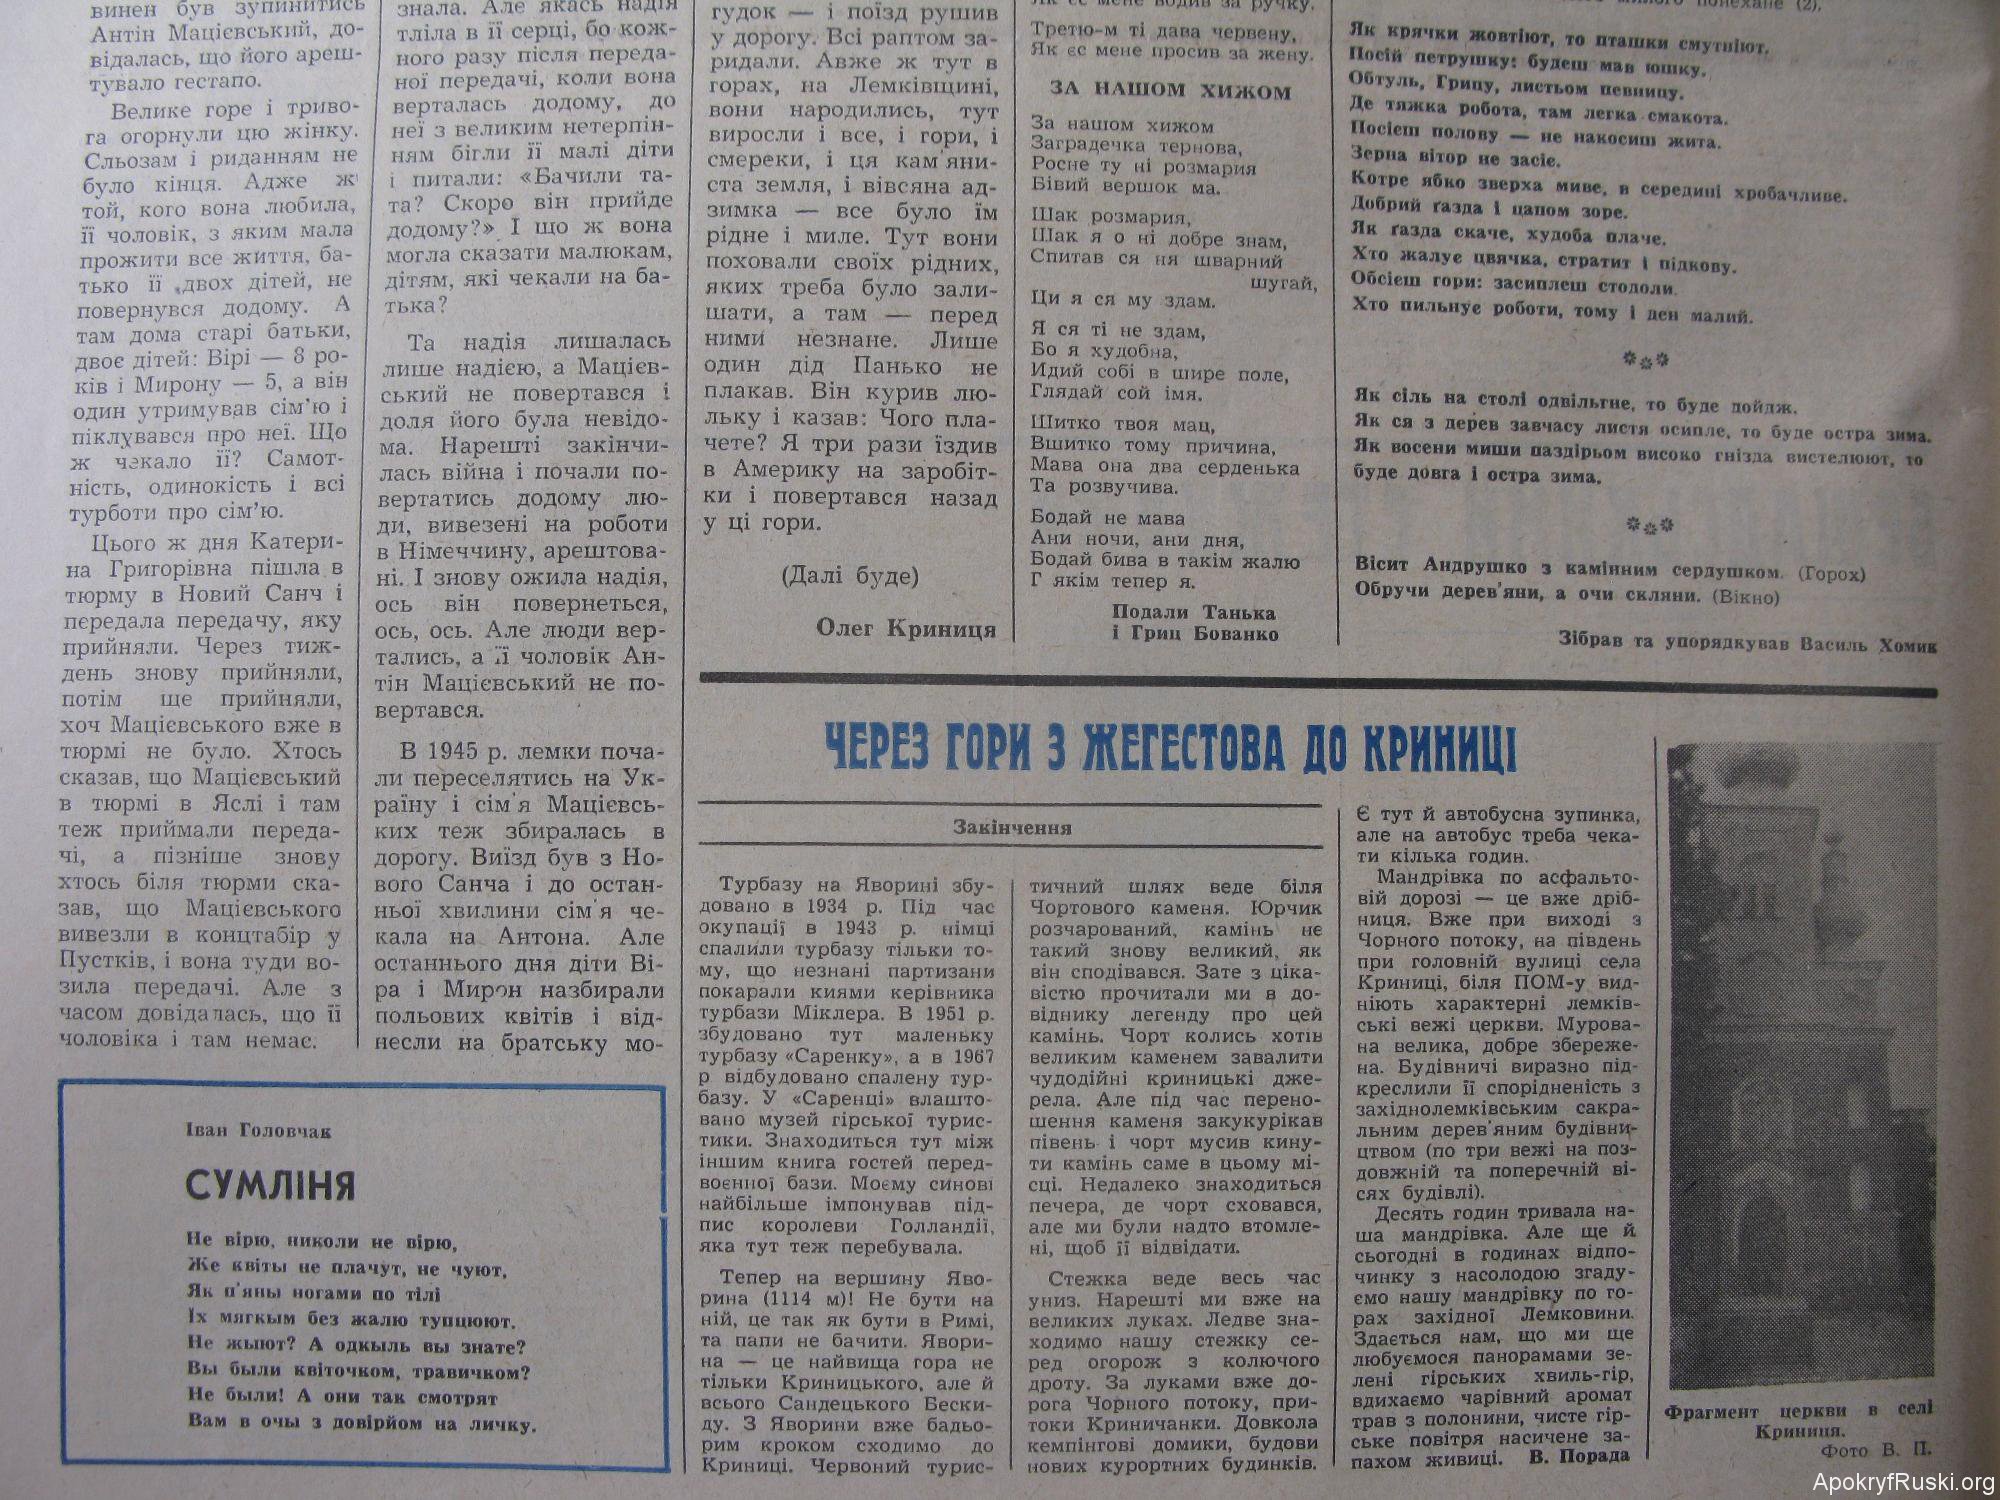 винен був зупинитись
Антін Мацієвський, до-
відалась, що його ареш-
тувало гестапо.
Велике горе і триво-
га огорнули цю жінку.
Сльозам і риданням не
було кінця. Адже ж
той, кого вона любила,
її чоловік, з яким мала
прожити все життя, ба-
тько її двох дітей, не
повернувся додому. А
там дома старі батьки,
двоє дітей: Вірі — 8 ро-
ків і Мирону — 5, а він
один утримував сім'ю і
піклувався про неї. Що
ж чекало її? Самот-
ність, одинокість і всі
турботи про сім'ю.
Цього ж дня Катери-
на Григорівна пішла в
тюрму в Новий Санч і
передала передачу, яку
прийняли. Через тиж-
день знову прийняли,
потім ще прийняли,
хоч Мацієвського вже в
тюрмі не було. Хтось
сказав, що Мацієвський
в тюрмі в Яслі і там
теж приймали переда-
чі, а пізніше знову
хтось біля тюрми ска-
зав, що Мацієвського
вивезли в концтабір у
Пустків, і вона туди во-
зила передачі. Але з
часом довідалась, що її
чоловіка і там немає.
знала. Але якась надія
тліла в її серці, бо кож-
ного разу після переда-
ної передачі, коли вона
верталась додому, до
неї з великим нетерпін-
ням бігли її малі діти
і питали: «Бачили та-
та? Скоро він прийде
додому?» І що ж вона
могла сказати малюкам,
дітям, які чекали на ба-
тька?
Та надія лишалась
лише надією, а Мацієв-
ський не повертався і
доля його була невідо-
ма. Нарешті закінчи-
лась війна і почали по-
вертатись додому лю-
ди, вивезені на роботи
в Німеччину, арештова-
ні. І знову ожила надія,
ось він повернеться,
ось, ось. Але люди вер-
тались, а її чоловік Ан-
тін Мацієвський не по-
вертався.
В 1945 р. лемки поча-
ли переселятись на Ук-
раїну і сім'я Мацієвсь-
ких теж збиралась в
дорогу. Виїзд був з Но-
вого Санча і до остан-
ньої хвилини сім'я че-
кала на Антона. Але
останнього дня діти Ві-
ра і Мирон назбирали
польових квітів і від-
несли на братську мо-
гудок — і поїзд рушив
у дорогу. Всі раптом за-
ридали. Авже ж тут в
горах, на Лемківщині,
вони народились, тут
виросли і все, і гори, і
смереки, і ця кам'яни-
ста земля, і вівсяна ад-
зимка — все було їм
рідне і миле. Тут вони
поховали своїх рідних,
яких треба було зали-
шати, а там — перед
ними незнане. Лише
один дід Панько не
плакав. Він курив лю-
льку і казав: Чого пла-
чете? Я три рази їздив
в Америку на заробіт-
ки і повертався назад
у ці гори.
(Далі буде)
Олег Криниця
Як єс мене водив за ручку,
Третю-м ті дава червену,
Як єс мене просив за жену.
ЗА НАШОМ ХИЖОМ
За нашом хижом
Заградечка тернова,
Росне ту ні розмария
Бівий вершок ма.
Шак розмария,
Шак я о ні добре знам,
Спитав ся ня шварний
шугай,
Ци я ся му здам.
Я ся ті не здам,
Бо я худобна,
Идий собі в шире поле,
Глядай сой імя.
Шитко твоя мац,
Вшитко тому причина,
Мава она два серденька
Та розвучива.
Бодай не мава
Ани ночи, ани дня,
Бодай бива в такім жалю
Г якім тепер я.
Подали Танька
і Гриц Бованко
(2).
Як крячки жовтіют, то пташки смутніют.
Посій петрушку: будеш мав юшку.
Обтуль, Грицу, листьом певницу.
Де тяжка робота, там легка смакота.
Посієш полову — не накосиш жита.
Зерна вітор не засіє.
Котре ябко зверха миве, в середині хробачливе.
Добрий ґазда і цапом зоре.
Як ґазда скаче, худоба плаче.
Хто жалує цвячка, стратит і підкову.
Обсієш гори: засиплеш стодоли.
Хто пильнує роботи, тому і ден малий.
***
Як сіль на столі одвільгне, то буде дойдж.
Як ся з дерев завчасу листя осипле, то буде остра зима.
Як восени миши паздірьом високо гнізда вистелюют, то
буде довга і остра зима.
***
Вісит Андрушко з камінним сердушком. (Горох)
Обручи дерев'яни, а очи скляни. (Вікно)
Зібрав та упорядкував Василь Хомик
ЧЕРЕЗ ГОРИ З ЖЕГЕСТОВА ДО КРИНИЦІ
Закінчення
Турбазу на Яворині збу-
довано в 1934 р. Під час
окупації в 1943 р. німці
спалили турбазу тільки то-
му, що незнані партизани
покарали киями керівника
турбази Міклера. В 1951 р.
збудовано тут маленьку
турбазу «Саренку», а в 1967
р відбудовано спалену тур-
базу. У «Саренці» влашто-
вано музей гірської турис-
тики. Знаходиться тут між
іншим книга гостей перед-
воєнної бази. Моєму синові
найбільше імпонував під-
пис королеви Голландії,
яка тут теж перебувала.
Тепер на вершину Яво-
рина (1114 м)! Не бути на
ній, це так як бути в Римі,
та папи не бачити. Явори-
на — це найвища гора не
тільки Криницького, але й
всього Сандецького Бески-
ду. З Яворини вже бадьо-
рим кроком сходимо до
Криниці. Червоний турис-
тичний шлях веде біля
Чортового каменя. Юрчик
розчарований, камінь не
такий знову великий, як
він сподівався. Зате з ціка-
вістю прочитали ми в до-
віднику легенду про цей
камінь. Чорт колись хотів
великим каменем завалити
чудодійні криницькі дже-
рела. Але під час перено-
шення каменя закукурікав
півень і чорт мусив кину-
ти камінь саме в цьому мі-
сці. Недалеко знаходиться
печера, де чорт сховався,
але ми були надто втомле-
ні, щоб її відвідати.
Стежка веде весь час
униз. Нарешті ми вже на
великих луках. Ледве зна-
ходимо нашу стежку се-
ред огорож з колючого
дроту. За луками вже до-
рога Чорного потоку, при-
токи Криничанки. Довкола
кемпінгові домики, будови
нових курортних будинків.
Є тут й автобусна зупинка,
але на автобус треба чека-
ти кілька годин.
Мандрівка по асфальто-
вій дорозі — це вже дріб-
ниця. Вже при виході з
Чорного потоку, на південь
при головній вулиці села
Криниці, біля ПОМ-у вид-
ніють характерні лемків-
ські вежі церкви. Мурова-
на велика, добре збереже-
на. Будівничі виразно під-
креслили її спорідненість з
західнолемківським сакра-
льним дерев'яним будівни-
цтвом (по три вежі на поз-
довжній та поперечній ві-
сях будівлі).
Десять годин тривала на-
ша мандрівка. Але ще й
сьогодні в годинах відпо-
чинку з насолодою згаду-
ємо нашу мандрівку по го-
рах західної Лемковини.
Здається нам, що ми ще
любуємося панорамами зе-
лені гірських хвиль-гір,
вдихаємо чарівний аромат
трав з полонини, чисте гір-
ське повітря насичене за-
пахом живиці. В. Порада
Фрагмент церкви в селі
Криниця.
Фото В. П.
Іван Головчак
СУМЛІНЯ
Не вірю, николи не вірю,
Же квіты не плачут, не чуют,
Як п'яны ногами по тілі
Їх мягкым без жалю тупцюют.
Не жыют? А одкыль вы знате?
Вы были квіточком, травичком?
Не были! А они так смотрят
Вам в очы з довірйом на личку.
ApokryfRuski.org